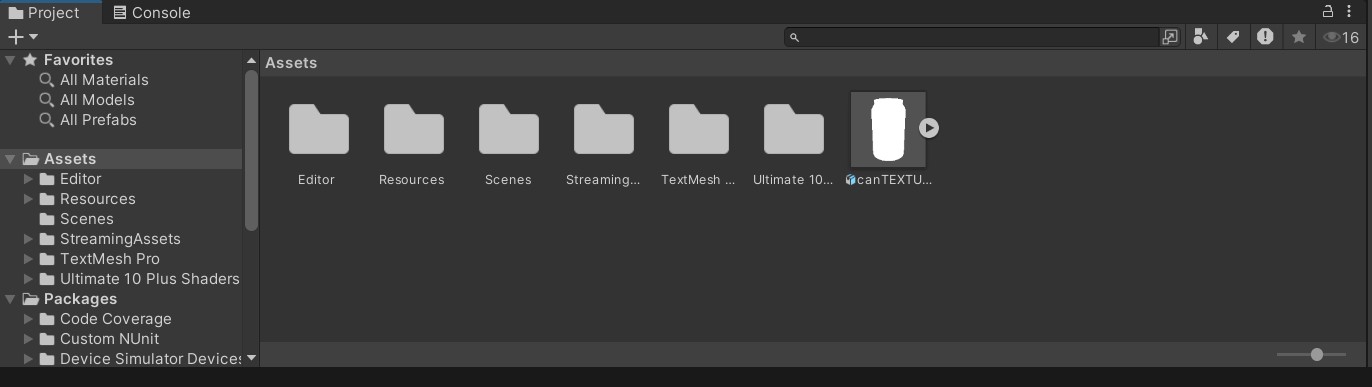 Project Console
16
Favorites
All Materials
All Models
All Prefabs
Assets
Editor
Resources
Scenes
StreamingAssets
TextMesh Pro
Ultimate 10 Plus Shaders
Packages
Code Coverage
Custom NUnit
Device Simulator Devices
Assets
Editor Resources Scenes Streaming... TextMesh ... Ultimate 10... canTEXTU...